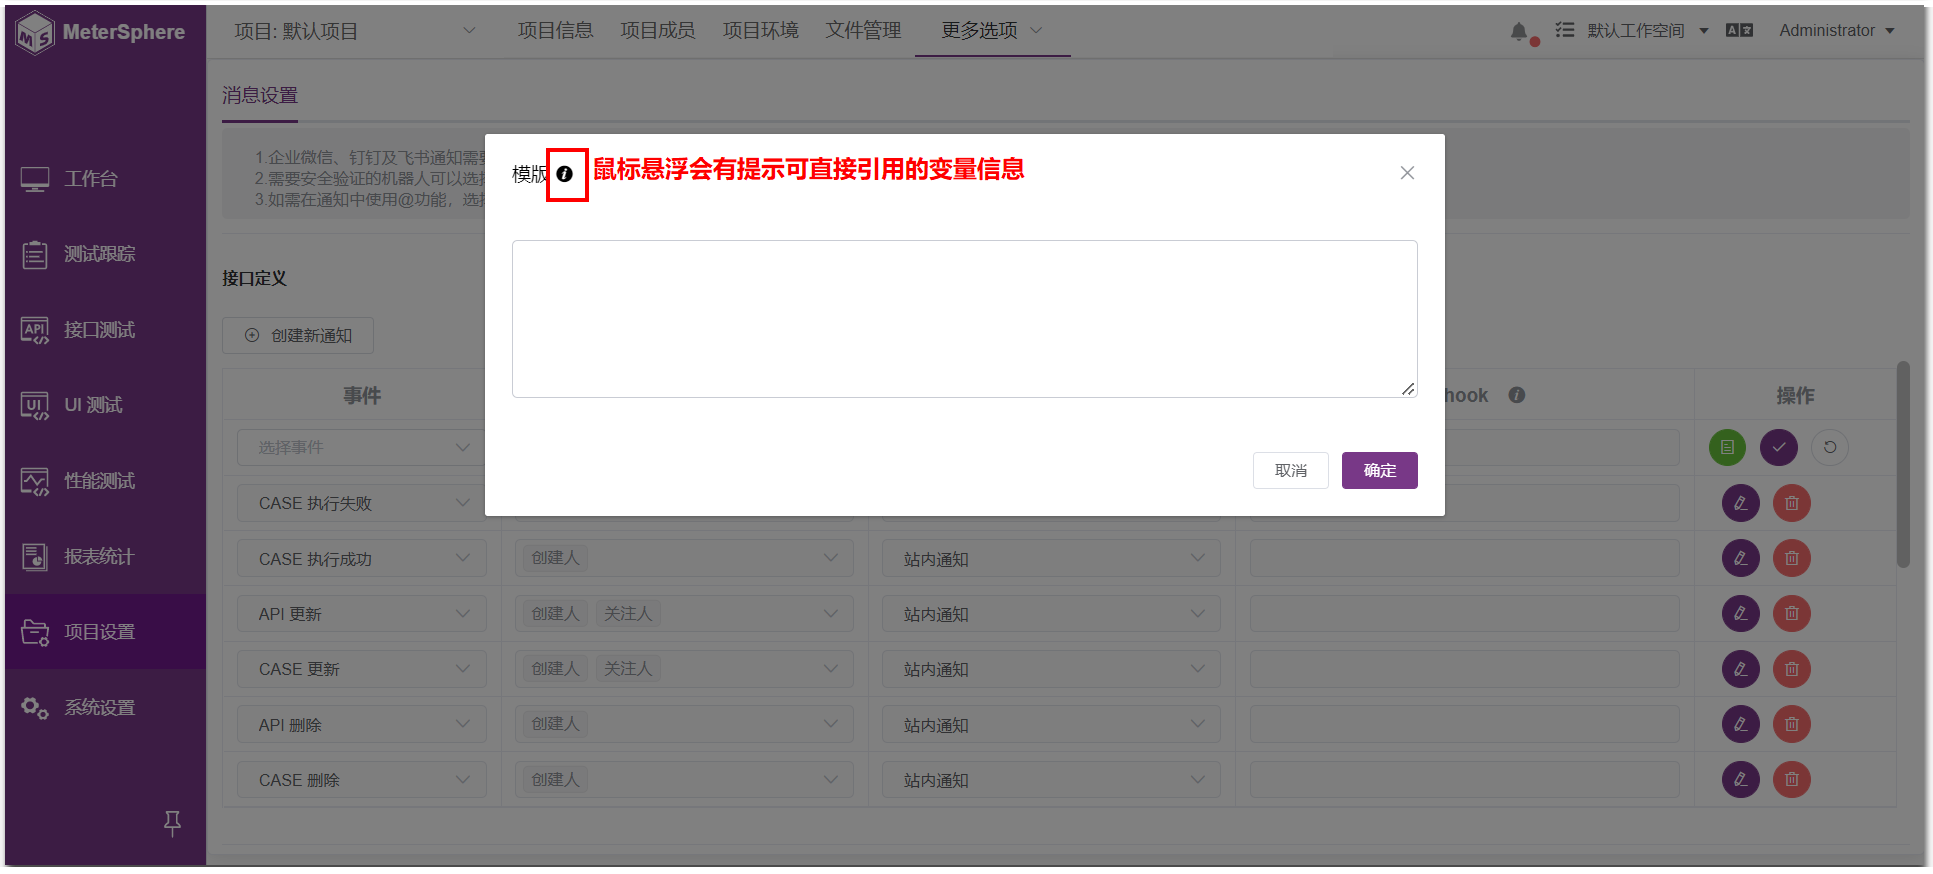 MeterSphere
项目: 默认项目
项目信息
项目成员
项目环境
文件管理
更多选项
默认工作空间
Administrator
消息设置
1.企业微信、钉钉及飞书通知需
2.需要安全验证的机器人可以选
3.如需在通知中使用@功能，选
模版
鼠标悬浮会有提示可直接引用的变量信息
工作台
测试跟踪
接口测试
UI 测试
性能测试
报表统计
项目设置
系统设置
接口定义
创建新通知
事件
hook
操作
选择事件
取消
确定
CASE 执行失败
CASE 执行成功
创建人
站内通知
API 更新
创建人 关注人
站内通知
CASE 更新
创建人 关注人
站内通知
API 删除
创建人
站内通知
CASE 删除
创建人
站内通知